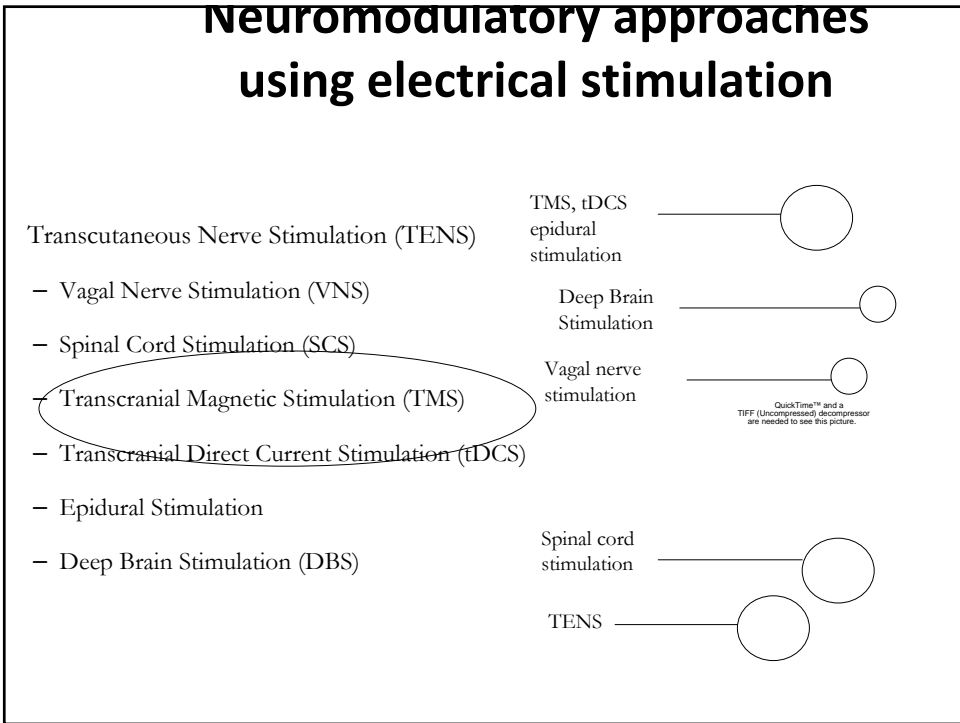 Neuromodulatory approaches
using electrical stimulation
Transcutaneous Nerve Stimulation (TENS)
– Vagal Nerve Stimulation (VNS)
– Spinal Cord Stimulation (SCS)
– Transcranial Magnetic Stimulation (TMS)
– Transcranial Direct Current Stimulation (tDCS)
– Epidural Stimulation
– Deep Brain Stimulation (DBS)
TMS, tDCS
epidural
stimulation
Deep Brain
Stimulation
Vagal nerve
stimulation
QuickTime™ and a
TIFF (Uncompressed) decompressor
are needed to see this picture.
Spinal cord
stimulation
TENS